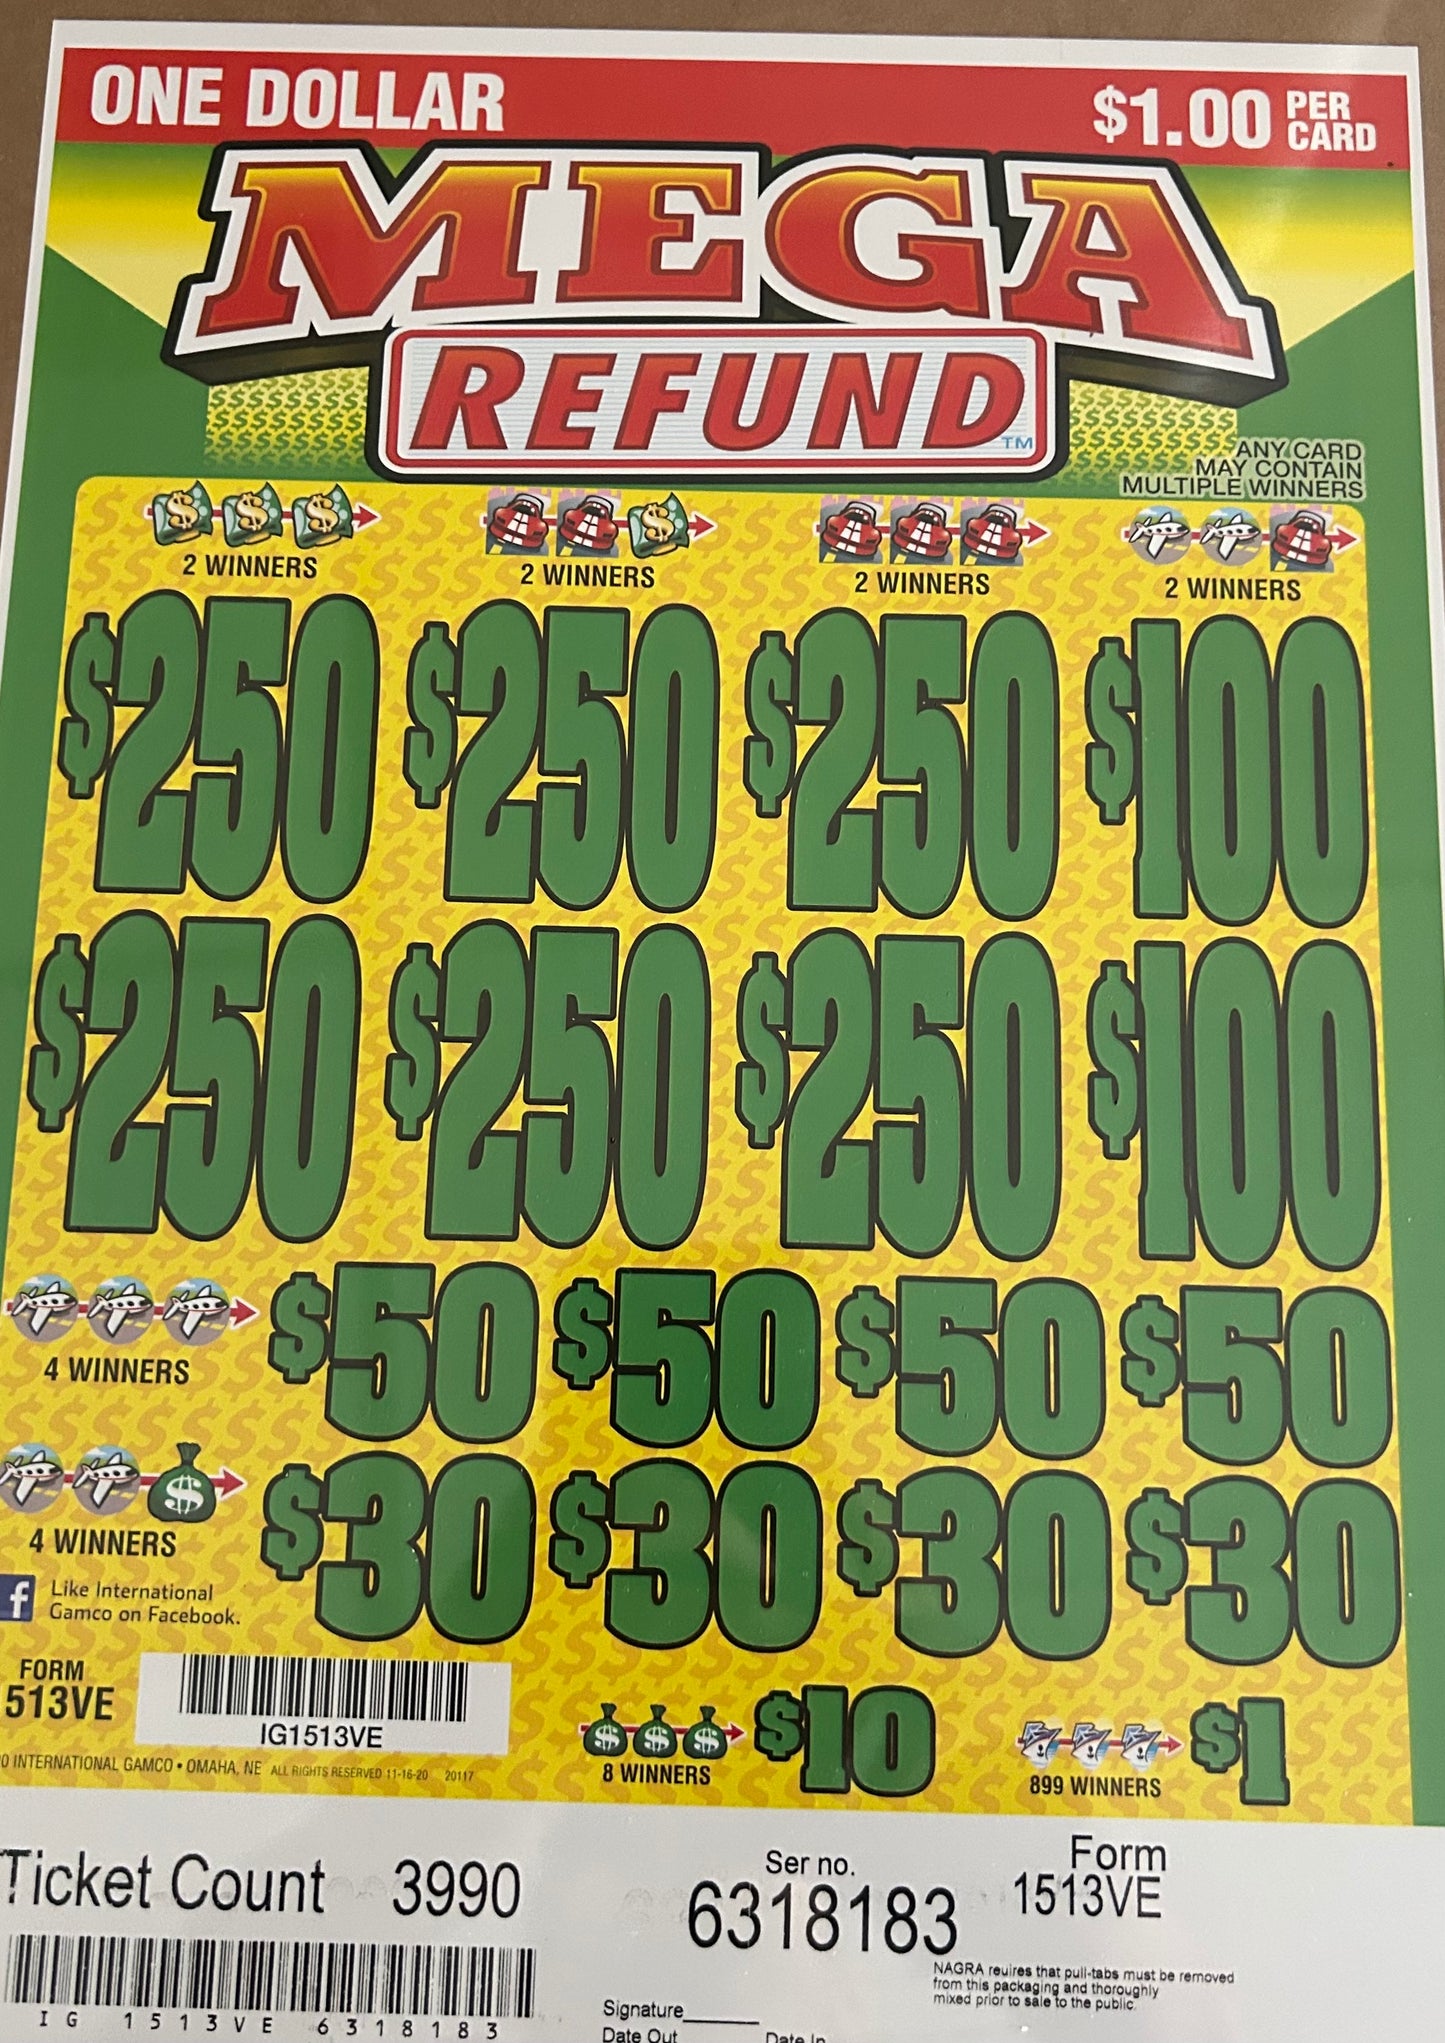 ONE DOLLAR
$1.00 PER CARD
MEGA
REFUND™
ANY CARD
MAY CONTAIN
MULTIPLE WINNERS
2 WINNERS 2 WINNERS 2 WINNERS 2 WINNERS
$250 $250 $250 $100
$250 $250 $250 $100
$50 $50 $50 $50
4 WINNERS
$30 $30 $30 $30
4 WINNERS
f Like International
Gamco on Facebook.
FORM
513VE
IG1513VE
$10
8 WINNERS
$1
899 WINNERS
0 INTERNATIONAL GAMCO • OMAHA, NE ALL RIGHTS RESERVED 11-16-20 20117
Ticket Count 3990
Ser no.
6318183
Form
1513VE
NAGRA reuires that pull-tabs must be removed
from this packaging and thoroughly
mixed prior to sale to the public.
IG 1513VE 6318183
Signature
Date Out Date In